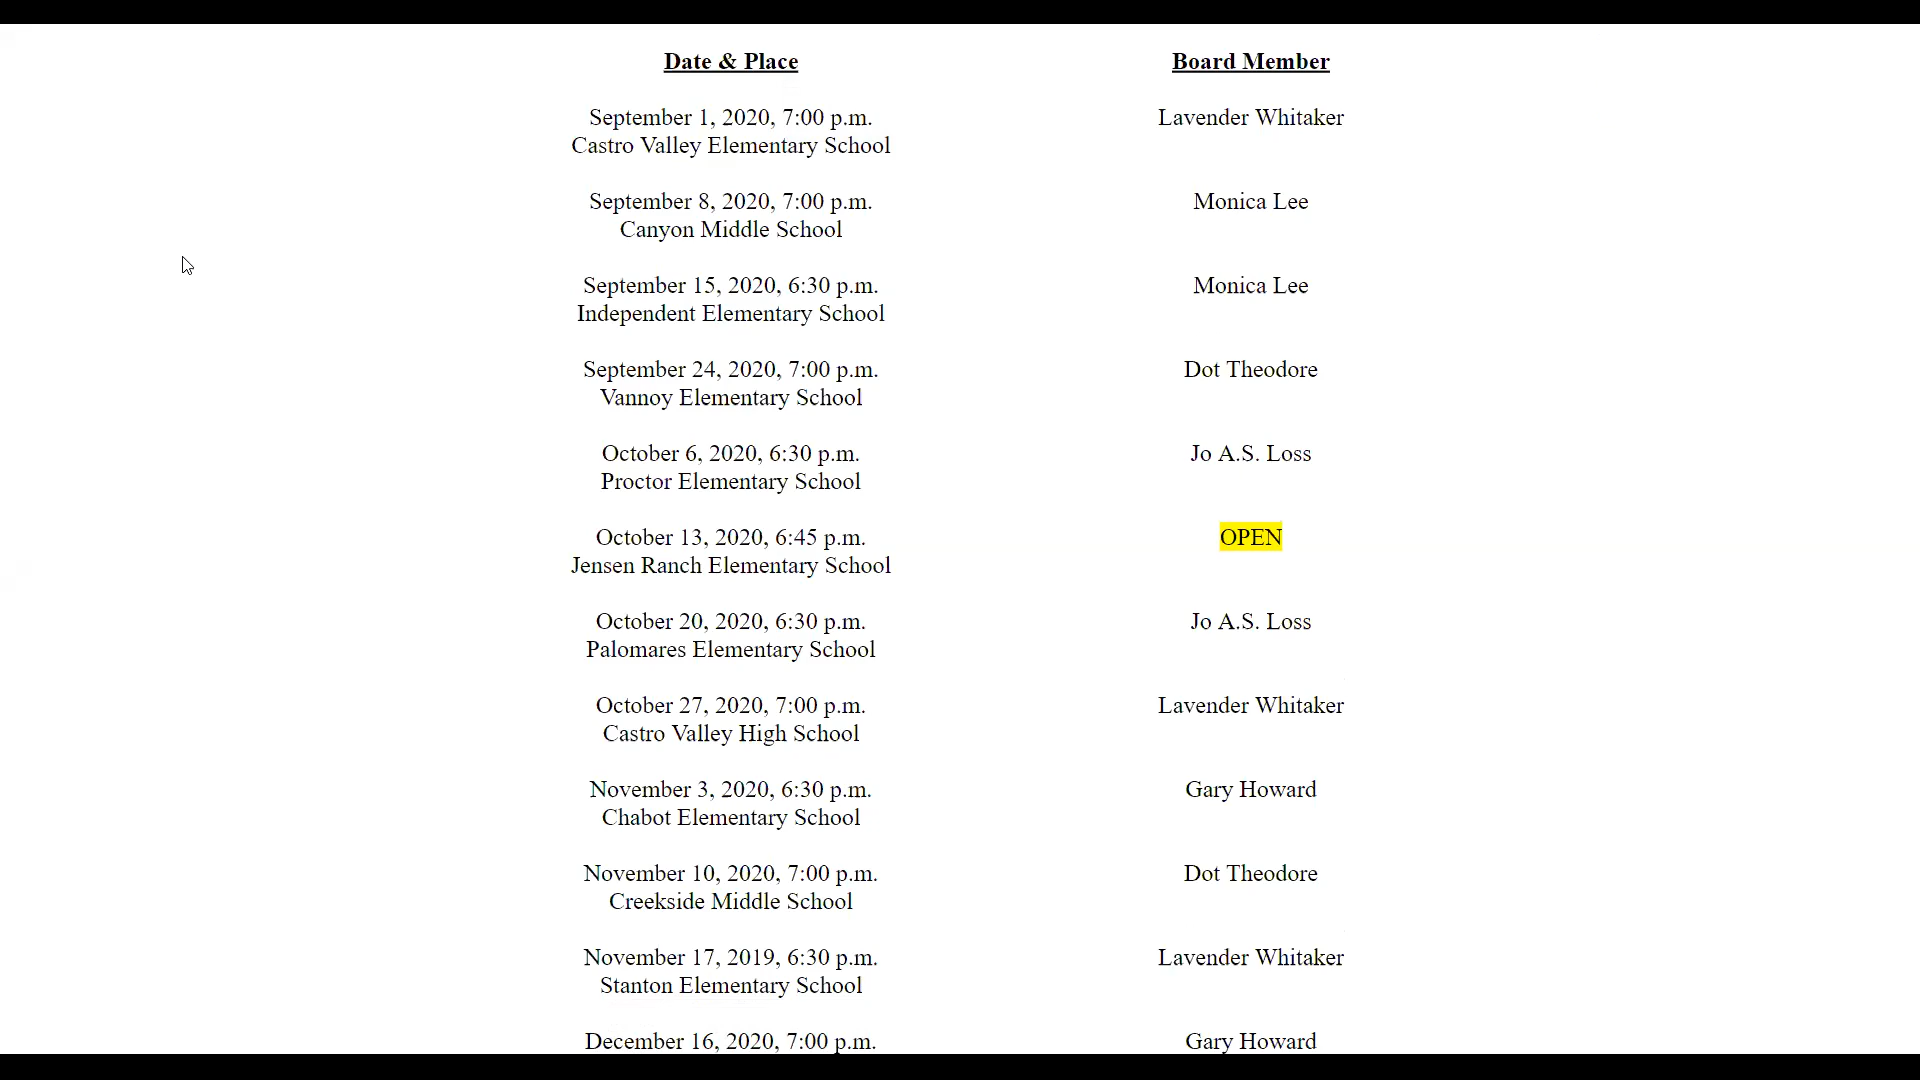 Date & Place
Board Member
September 1, 2020, 7:00 p.m.
Lavender Whitaker
Castro Valley Elementary School
September 8, 2020, 7:00 p.m.
Monica Lee
Canyon Middle School
September 15, 2020, 6:30 p.m.
Monica Lee
Independent Elementary School
September 24, 2020, 7:00 p.m.
Dot Theodore
Vannoy Elementary School
October 6, 2020, 6:30 p.m.
Jo A.S. Loss
Proctor Elementary School
October 13, 2020, 6:45 p.m.
OPEN
Jensen Ranch Elementary School
October 20, 2020, 6:30 p.m.
Jo A.S. Loss
Palomares Elementary School
October 27, 2020, 7:00 p.m.
Lavender Whitaker
Castro Valley High School
November 3, 2020, 6:30 p.m.
Gary Howard
Chabot Elementary School
November 10, 2020, 7:00 p.m.
Dot Theodore
Creekside Middle School
November 17, 2019, 6:30 p.m.
Lavender Whitaker
Stanton Elementary School
December 16, 2020, 7:00 p.m.
Gary Howard